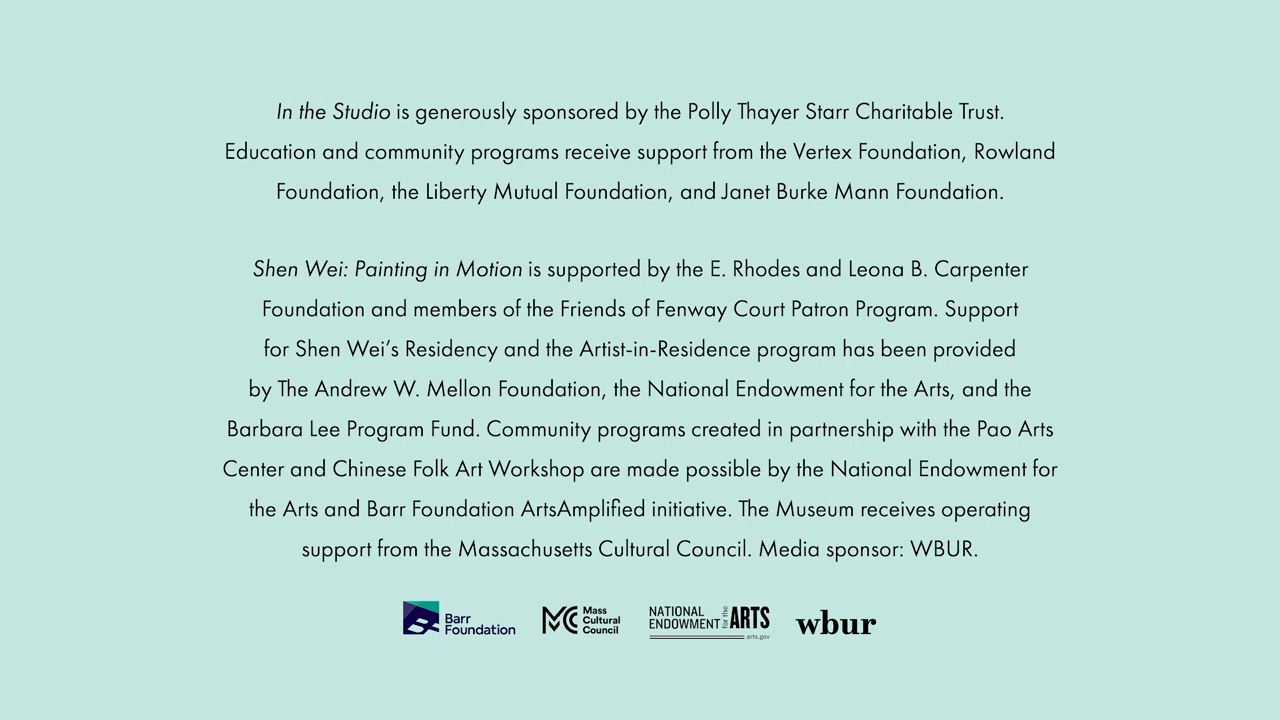 In the Studio is generously sponsored by the Polly Thayer Starr Charitable Trust.
Education and community programs receive support from the Vertex Foundation, Rowland
Foundation, the Liberty Mutual Foundation, and Janet Burke Mann Foundation.
Shen Wei: Painting in Motion is supported by the E. Rhodes and Leona B. Carpenter
Foundation and members of the Friends of Fenway Court Patron Program. Support
for Shen Wei’s Residency and the Artist-in-Residence program has been provided
by The Andrew W. Mellon Foundation, the National Endowment for the Arts, and the
Barbara Lee Program Fund. Community programs created in partnership with the Pao Arts
Center and Chinese Folk Art Workshop are made possible by the National Endowment for
the Arts and Barr Foundation ArtsAmplified initiative. The Museum receives operating
support from the Massachusetts Cultural Council. Media sponsor: WBUR.
Barr
Foundation
MCC
Mass
Cultural
Council
NATIONAL
ENDOWMENT
for the
ARTS
arts.gov
wbur